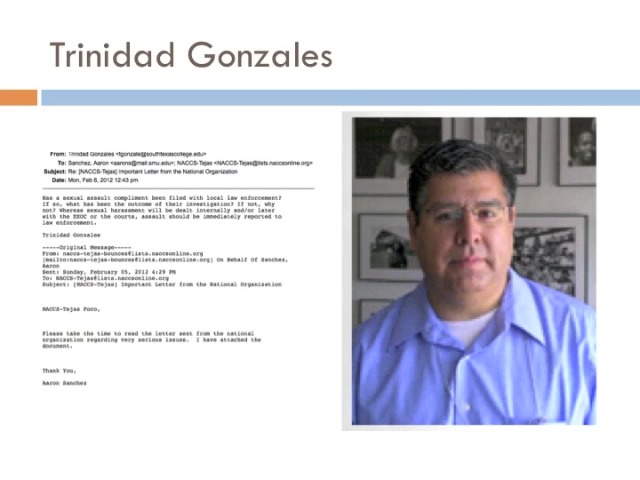 Trinidad Gonzales
From: Trinidad Gonzales <tgonzale@southtexascollege.edu>
To: Sanchez, Aaron <aarons@mail.smu.edu>; NACCS-Tejas <NACCS-Tejas@lists.naccsonline.org>
Subject: Re: [NACCS-Tejas] Important Letter from the National Organization
Date: Mon, Feb 6, 2012 12:43 pm
Has a sexual assault compliment been filed with local law enforcement?
If so, what has been the outcome of their investigation? If not, why
not? Whereas sexual harassment will be dealt internally and/or later
with the EEOC or the courts, assault should be immediately reported to
law enforcement.
Trinidad Gonzales
-----Original Message-----
From: naccs-tejas-bounces@lists.naccsonline.org
[mailto:naccs-tejas-bounces@lists.naccsonline.org] On Behalf Of Sanchez,
Aaron
Sent: Sunday, February 05, 2012 6:29 PM
To: NACCS-Tejas@lists.naccsonline.org
Subject: [NACCS-Tejas] Important Letter from the National Organization
NACCS-Tejas Foco,
Please take the time to read the letter sent from the national
organization regarding very serious issues. I have attached the
document.
Thank You,
Aaron Sanchez